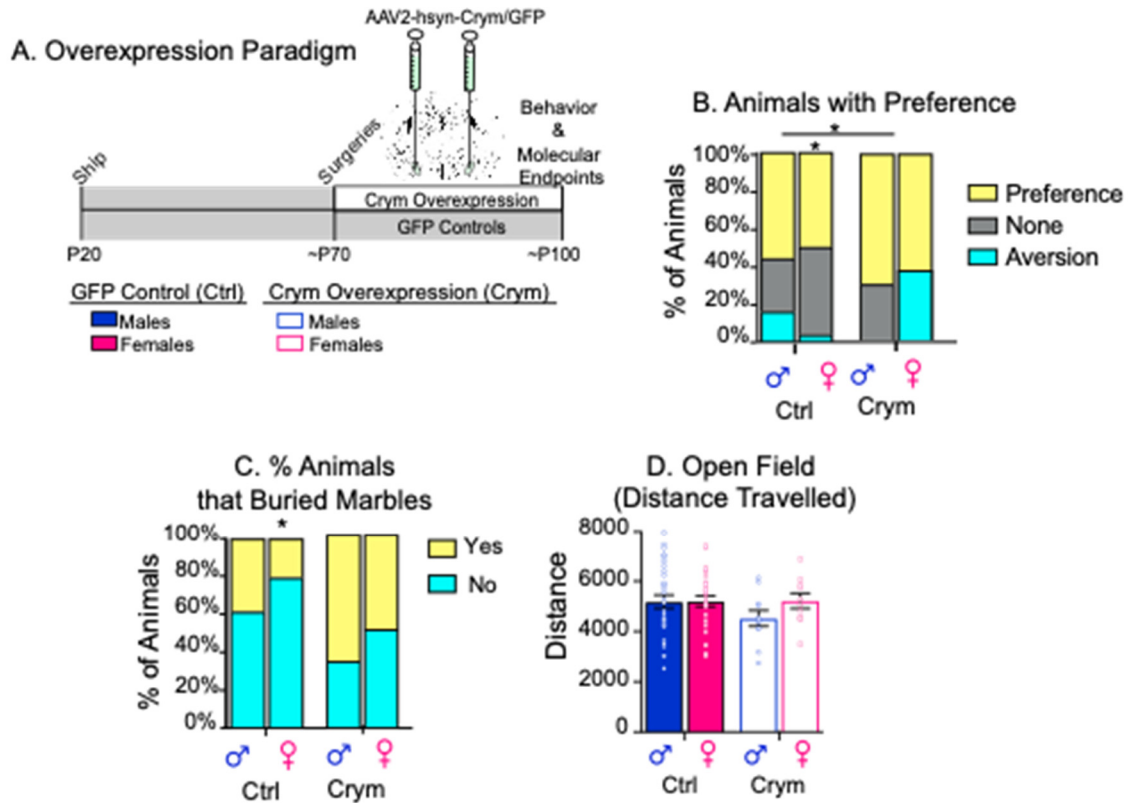 AAV2-hsyn-Crym/GFP
A. Overexpression Paradigm
Behavior
&
Molecular
Endpoints
Ship
Surgeries
Crym Overexpression
GFP Controls
P20
~P70
~P100
GFP Control (Ctrl)
Crym Overexpression (Crym)
Males
Males
Females
Females
B. Animals with Preference
*
*
% of Animals
100%
80%
60%
40%
20%
0%
Preference
None
Aversion
♂ ♀ ♂ ♀
Ctrl Crym
C. % Animals
that Buried Marbles
*
% of Animals
100%
80%
60%
40%
20%
0%
Yes
No
♂ ♀ ♂ ♀
Ctrl Crym
D. Open Field
(Distance Travelled)
Distance
8000
6000
4000
2000
0
♂ ♀ ♂ ♀
Ctrl Crym